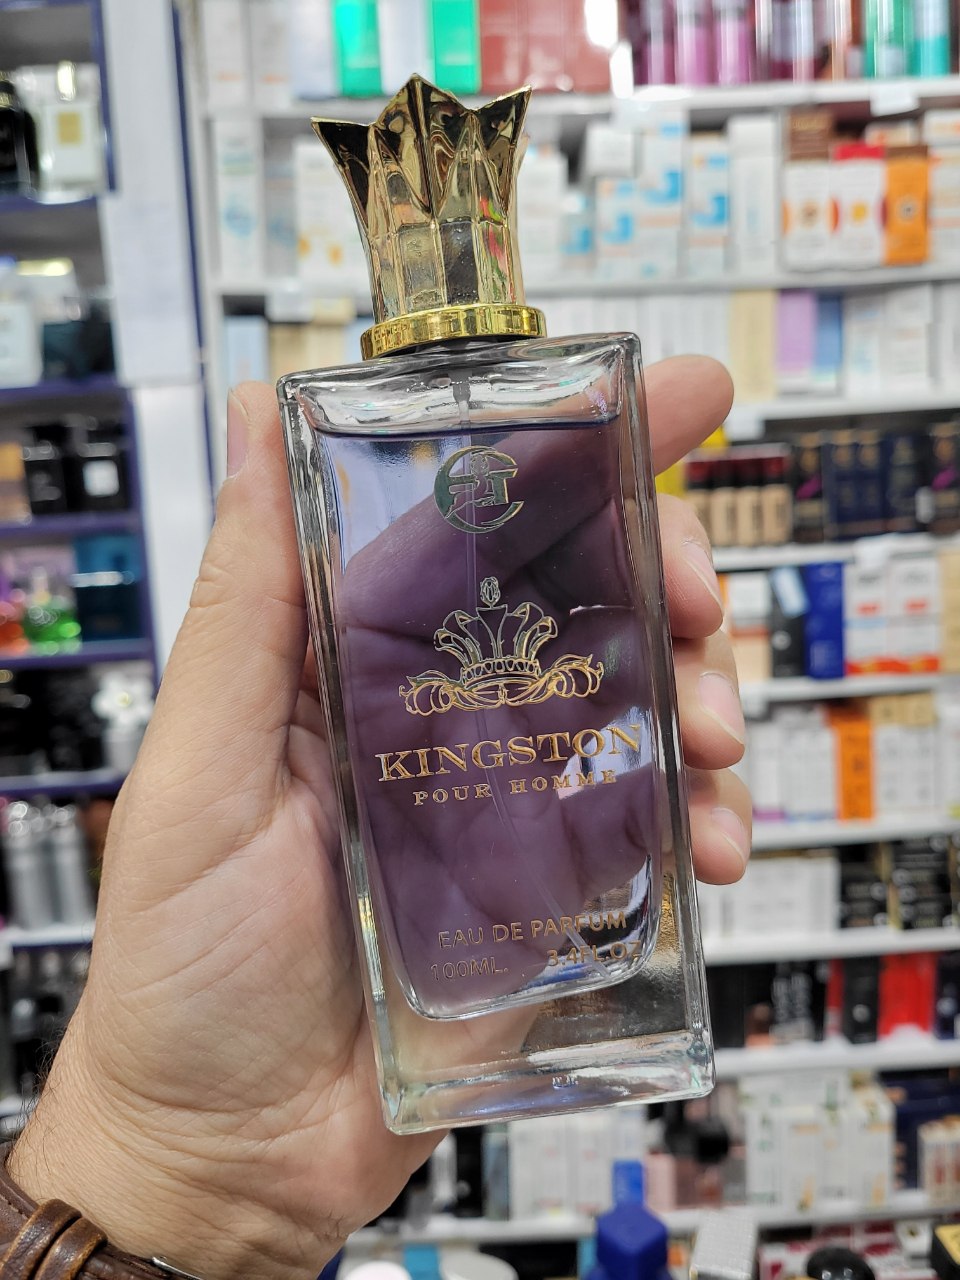 KINGSTON
POUR HOMME
EAU DE PARFUM
100ML. 3.4FL.OZ